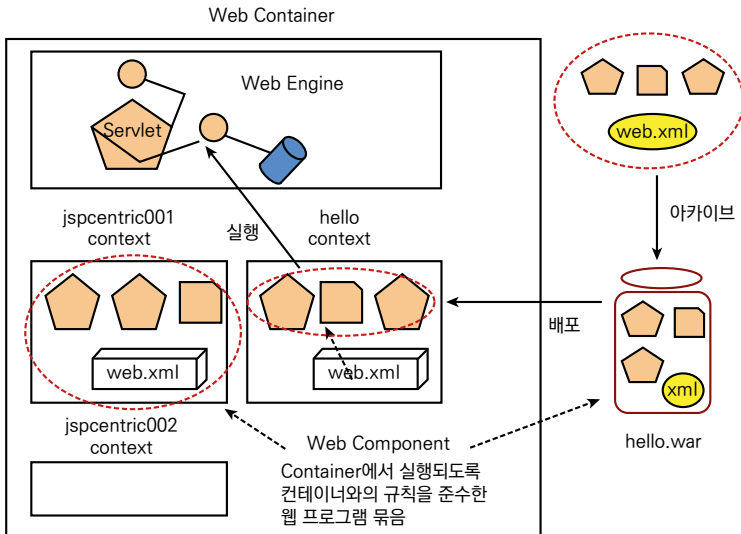 Web Container
Web Engine
Servlet
web.xml
jspcentric001
context
실행
hello
context
아카이브
web.xml
web.xml
배포
xml
hello.war
jspcentric002
context
Web Component
Container에서 실행되도록
컨테이너와의 규칙을 준수한
웹 프로그램 묶음